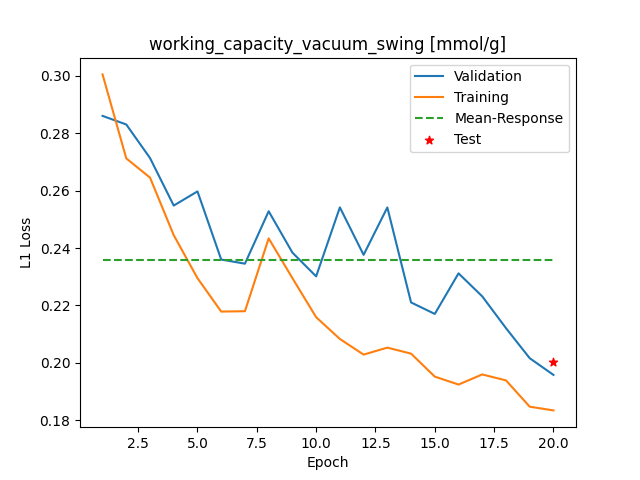 working_capacity_vacuum_swing [mmol/g]
0.30
0.28
0.26
0.24
0.22
0.20
0.18
L1 Loss
Validation
Training
Mean-Response
Test
2.5 5.0 7.5 10.0 12.5 15.0 17.5 20.0
Epoch